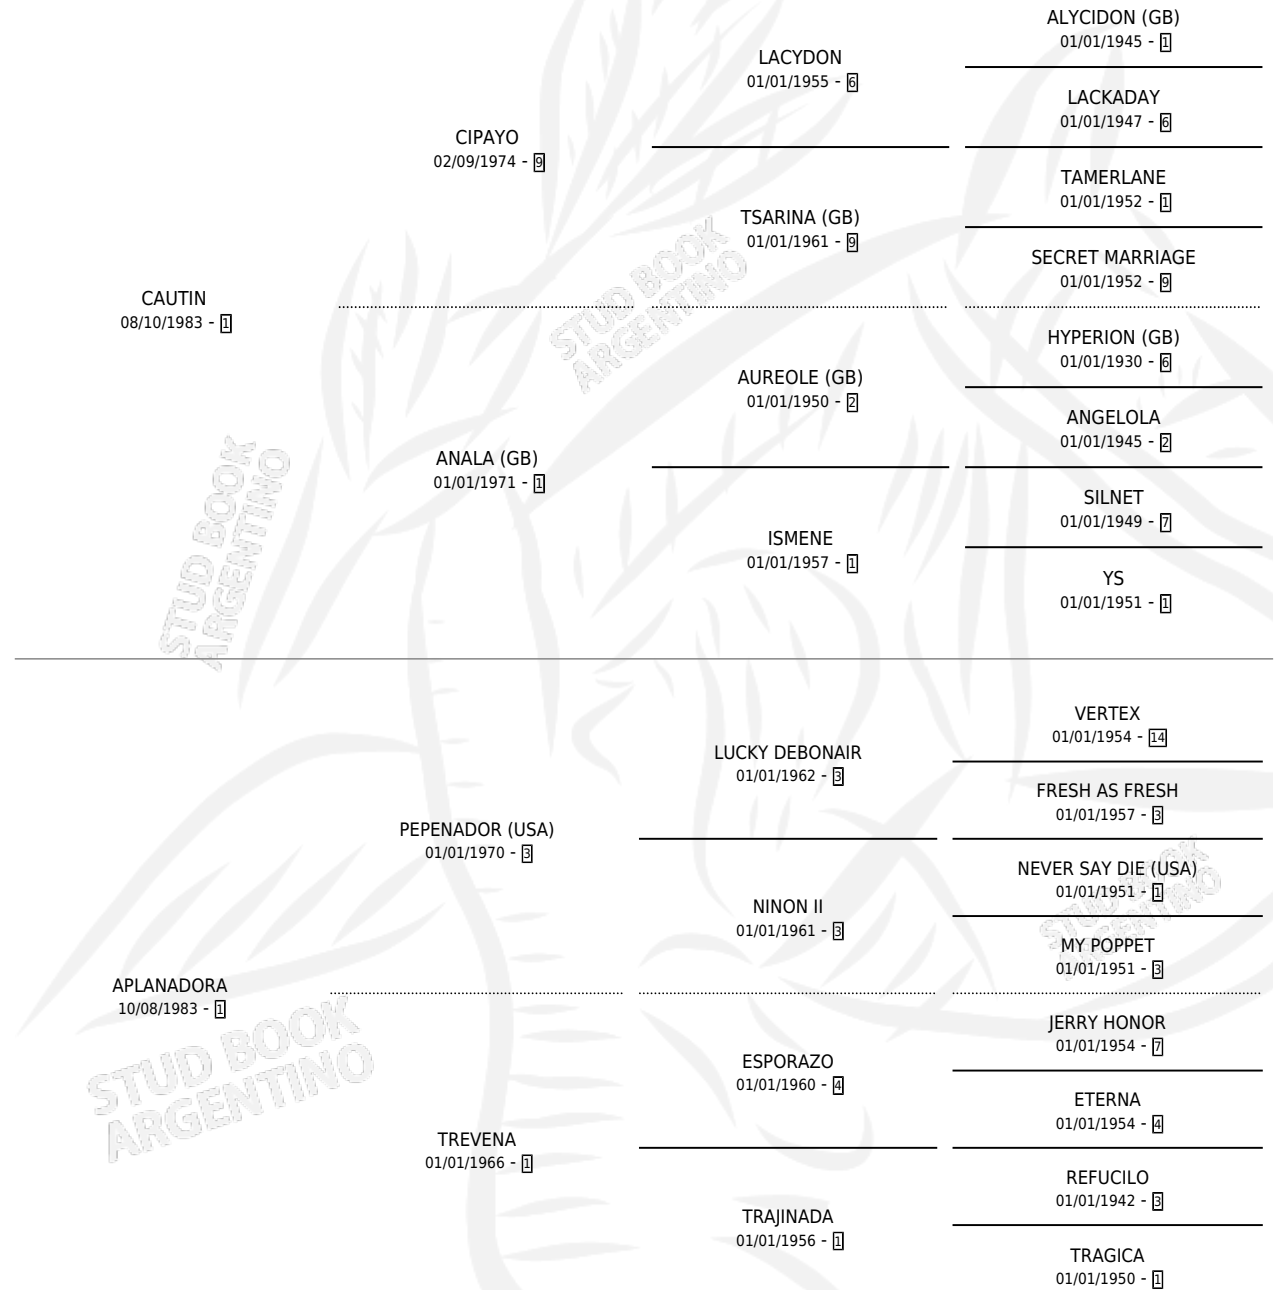 ALYCIDON (GB)
01/01/1945 - 1
LACYDON
01/01/1955 - 6
LACKADAY
01/01/1947 - 6
CIPAYO
02/09/1974 - 9
TAMERLANE
01/01/1952 - 1
TSARINA (GB)
01/01/1961 - 9
SECRET MARRIAGE
01/01/1952 - 9
CAUTIN
08/10/1983 - 1
HYPERION (GB)
01/01/1930 - 6
AUREOLE (GB)
01/01/1950 - 2
ANGELOLA
01/01/1945 - 2
ANALA (GB)
01/01/1971 - 1
SILNET
01/01/1949 - 7
ISMENE
01/01/1957 - 1
YS
01/01/1951 - 1
VERTEX
01/01/1954 - 14
LUCKY DEBONAIR
01/01/1962 - 3
FRESH AS FRESH
01/01/1957 - 3
PEPENADOR (USA)
01/01/1970 - 3
NEVER SAY DIE (USA)
01/01/1951 - 1
NINON II
01/01/1961 - 3
MY POPPET
01/01/1951 - 3
APLANADORA
10/08/1983 - 1
JERRY HONOR
01/01/1954 - 7
ESPORAZO
01/01/1960 - 4
ETERNA
01/01/1954 - 4
TREVENA
01/01/1966 - 1
REFUCILO
01/01/1942 - 3
TRAJINADA
01/01/1956 - 1
TRAGICA
01/01/1950 - 1
STUD BOOK
ARGENTINO
STUD BOOK
ARGENTINO
STUD BOOK
ARGENTINO
STUD BOOK
ARGENTINO